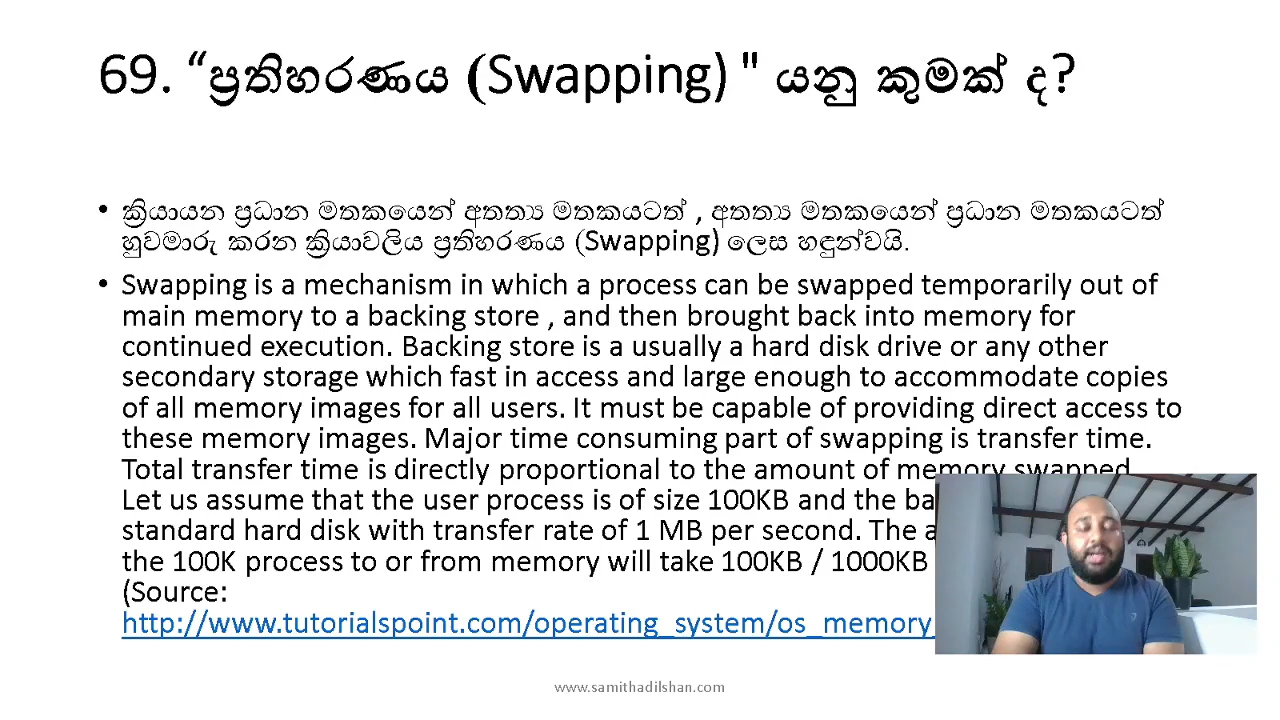 69. “ප්‍රතිහරණය (Swapping) " යනු කුමක් ද?
• ක්‍රියායන ප්‍රධාන මතකයෙන් අතත්‍ය මතකයටත් , අතත්‍ය මතකයෙන් ප්‍රධාන මතකයටත්
හුවමාරු කරන ක්‍රියාවලිය ප්‍රතිහරණය (Swapping) ලෙස හඳුන්වයි.
• Swapping is a mechanism in which a process can be swapped temporarily out of
main memory to a backing store , and then brought back into memory for
continued execution. Backing store is a usually a hard disk drive or any other
secondary storage which fast in access and large enough to accommodate copies
of all memory images for all users. It must be capable of providing direct access to
these memory images. Major time consuming part of swapping is transfer time.
Total transfer time is directly proportional to the amount of memory swapped.
Let us assume that the user process is of size 100KB and the
standard hard disk with transfer rate of 1 MB per second. The
the 100K process to or from memory will take 100KB / 1000KB
(Source:
http://www.tutorialspoint.com/operating_system/os_memory_
www.samithadilshan.com